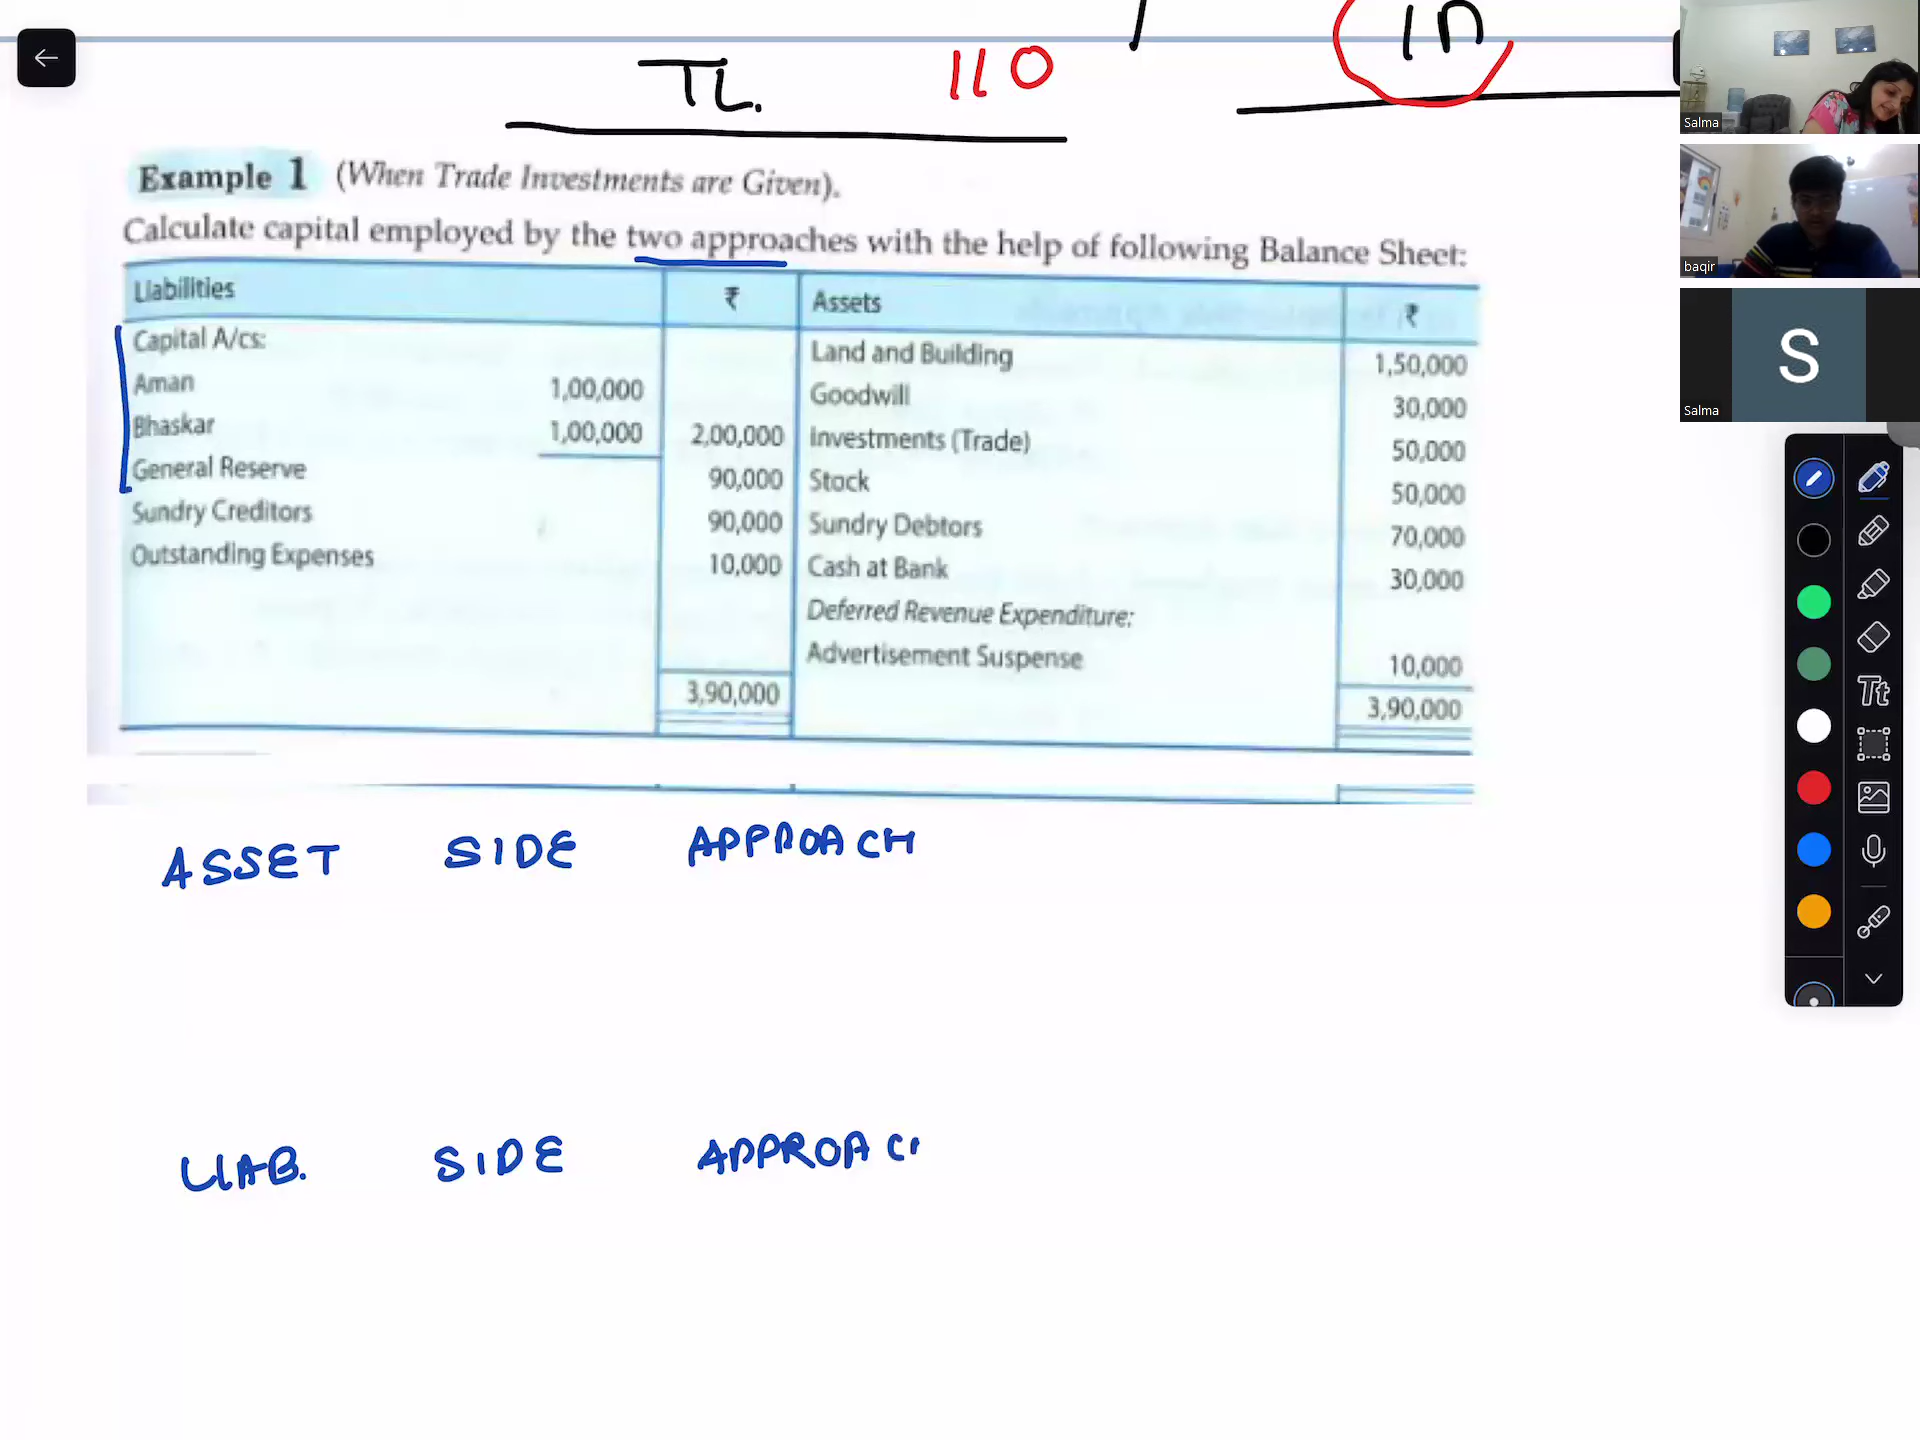 TL. 110
Example 1 (When Trade Investments are Given).
Calculate capital employed by the two approaches with the help of following Balance Sheet:
Liabilities ₹ Assets ₹
Capital A/cs: Land and Building 1,50,000
Aman 1,00,000 Goodwill 30,000
Bhaskar 1,00,000 2,00,000 Investments (Trade) 50,000
General Reserve 90,000 Stock 50,000
Sundry Creditors 90,000 Sundry Debtors 70,000
Outstanding Expenses 10,000 Cash at Bank 30,000
Deferred Revenue Expenditure:
Advertisement Suspense 10,000
3,90,000 3,90,000
ASSET SIDE APPROACH
LIAB. SIDE APPROAC
Salma
baqir
S
Salma
Tt